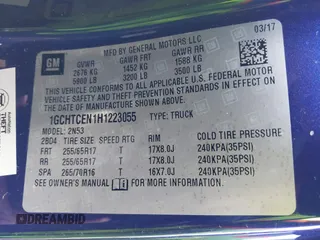 GM
MFD BY GENERAL MOTORS LLC
03/17
GVWR GAWR FRT GAWR RR
2676 KG 1452 KG 1588 KG
5900 LB 3200 LB 3500 LB
THIS VEHICLE CONFORMS TO ALL APPLICABLE U.S.
FEDERAL MOTOR VEHICLE SAFETY AND THEFT
PREVENTION STANDARDS IN EFFECT ON THE DATE
OF MANUFACTURE SHOWN ABOVE.
1GCHTCEN1H1223055 TYPE: TRUCK
MODEL: 2N53
TIRE SIZE SPEED RTG RIM COLD TIRE PRESSURE
FRT 255/65R17 T 17X8.0J 240KPA(35PSI)
RR 255/65R17 T 17X8.0J 240KPA(35PSI)
SPA 265/70R16 T 16X7.0J 240KPA(35PSI)
SEE OWNER'S MANUAL FOR MORE INFORMATION.
THEFT
DREAMBID